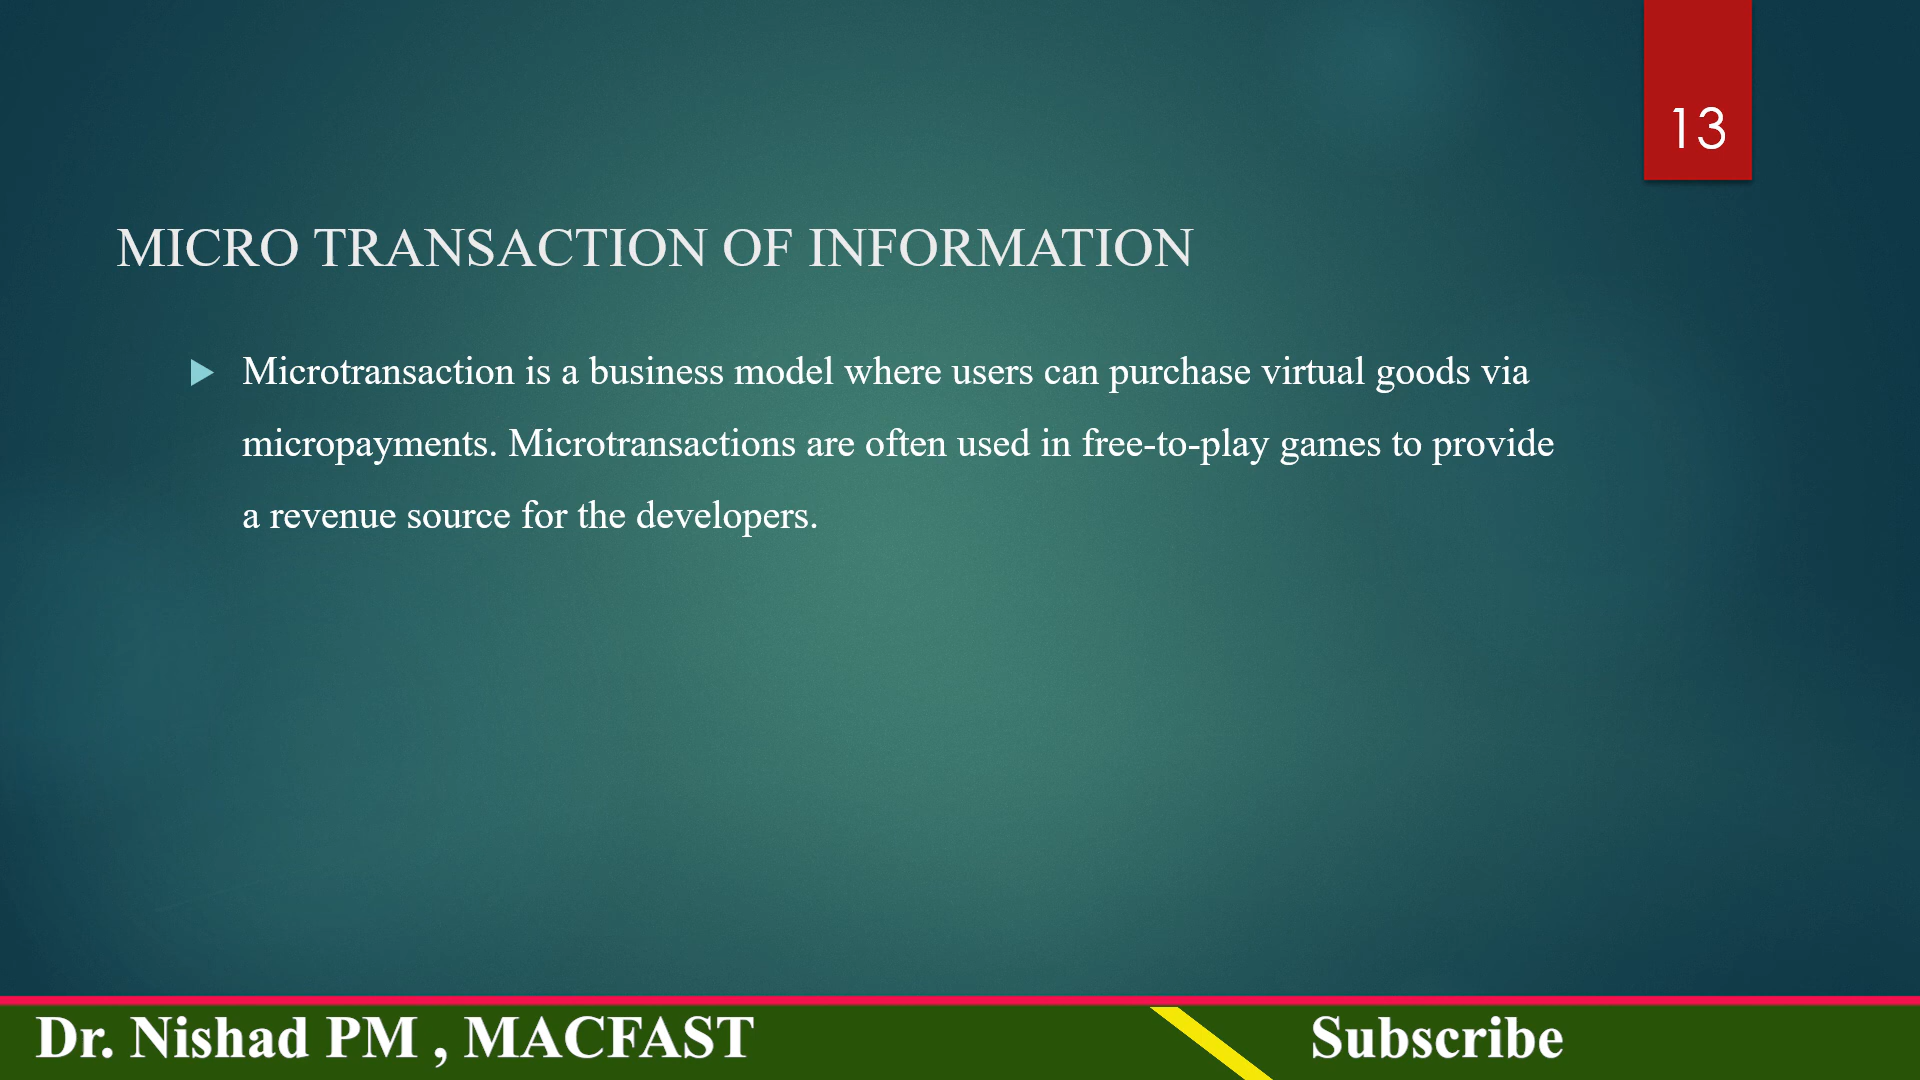 13
MICRO TRANSACTION OF INFORMATION
Microtransaction is a business model where users can purchase virtual goods via
micropayments. Microtransactions are often used in free-to-play games to provide
a revenue source for the developers.
Dr. Nishad PM , MACFAST
Subscribe